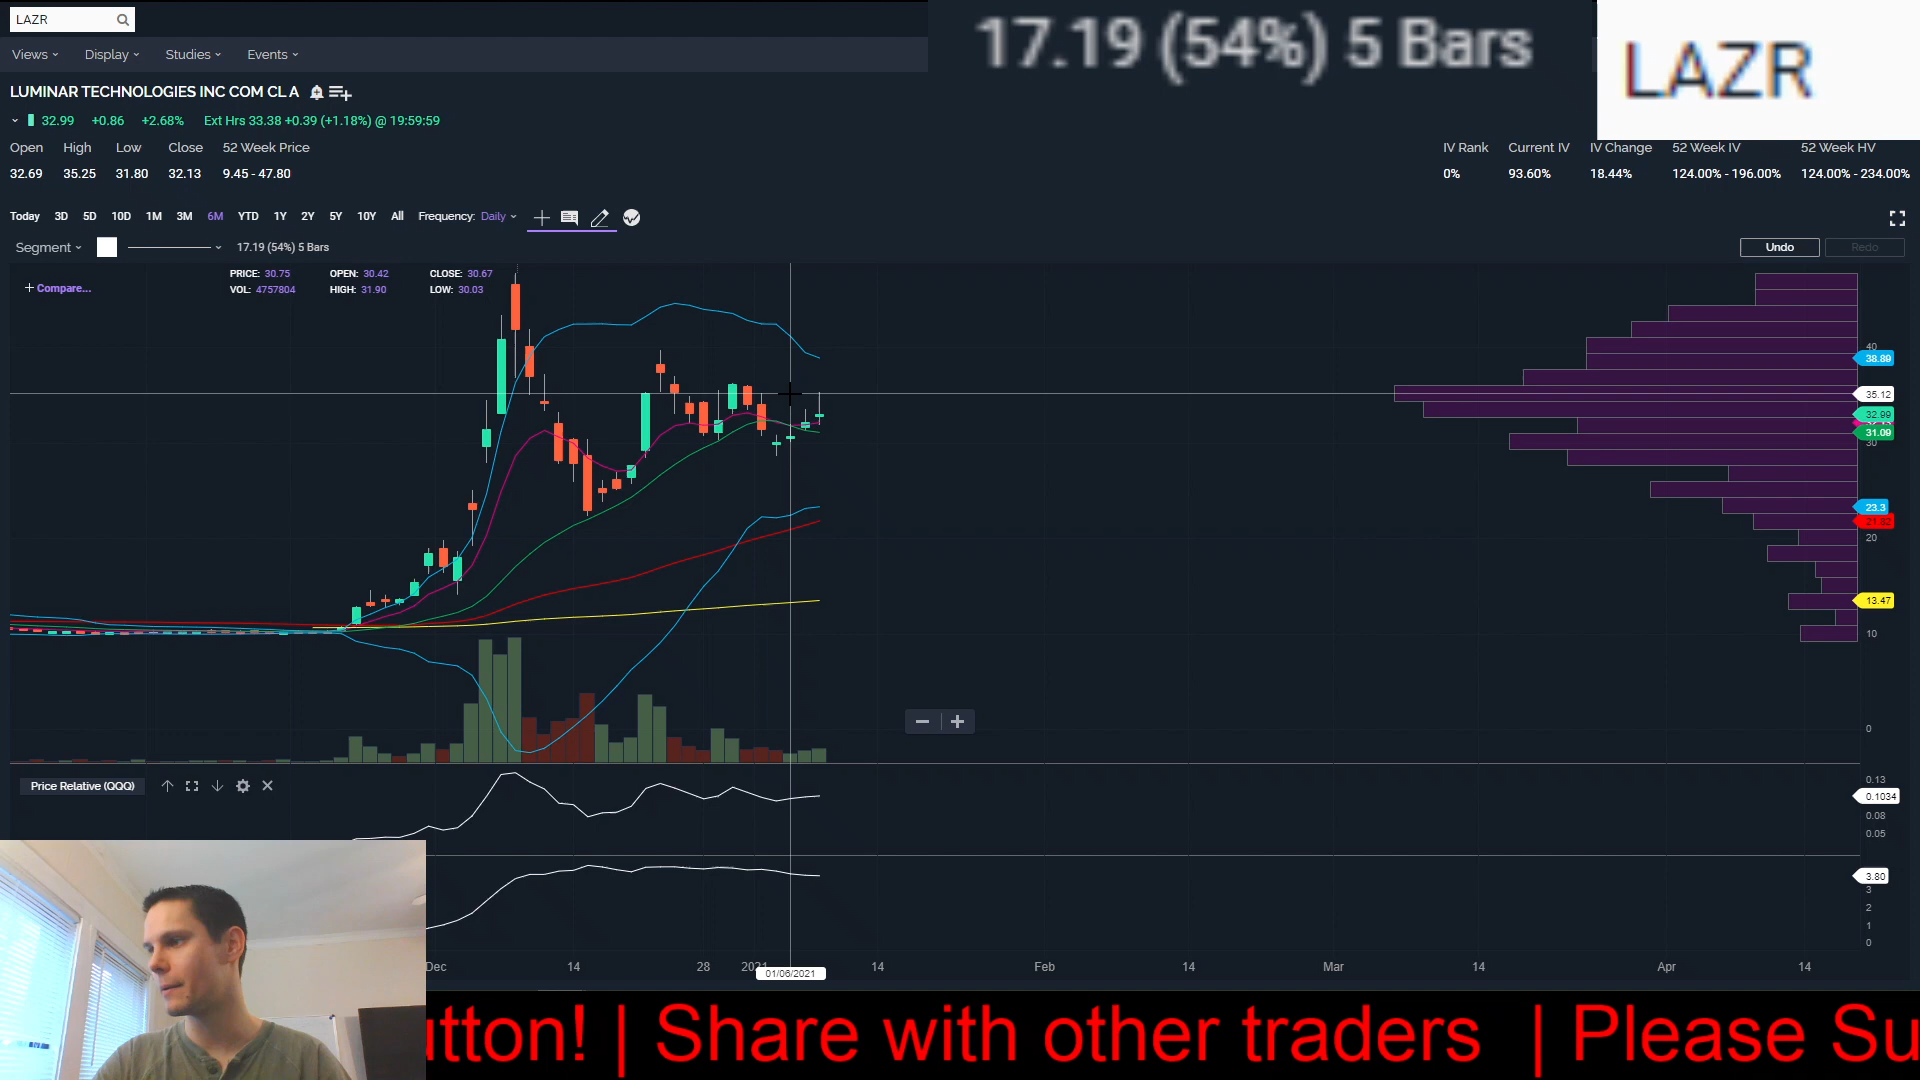 LAZR
17.19 (54%) 5 Bars
LAZR
Views Display Studies Events
LUMINAR TECHNOLOGIES INC COM CL A
32.99 +0.86 +2.68% Ext Hrs 33.38 +0.39 (+1.18%) @ 19:59:59
Open High Low Close 52 Week Price
IV Rank Current IV IV Change 52 Week IV 52 Week HV
32.69 35.25 31.80 32.13 9.45 - 47.80
0% 93.60% 18.44% 124.00% - 196.00% 124.00% - 234.00%
Today 3D 5D 10D 1M 3M 6M YTD 1Y 2Y 5Y 10Y All Frequency: Daily
Segment 17.19 (54%) 5 Bars Undo Redo
PRICE: 30.75 OPEN: 30.42 CLOSE: 30.67
+ Compare...
VOL: 4757804 HIGH: 31.90 LOW: 30.03
40
38.89
35.12
32.99
31.09
30
23.3
21.82
20
13.47
10
0
Price Relative (QQQ)
0.13
0.1034
0.08
0.05
3.80
3
2
1
0
Dec 14 28 2021 14 Feb 14 Mar 14 Apr 14
01/06/2021
utton! | Share with other traders | Please Su